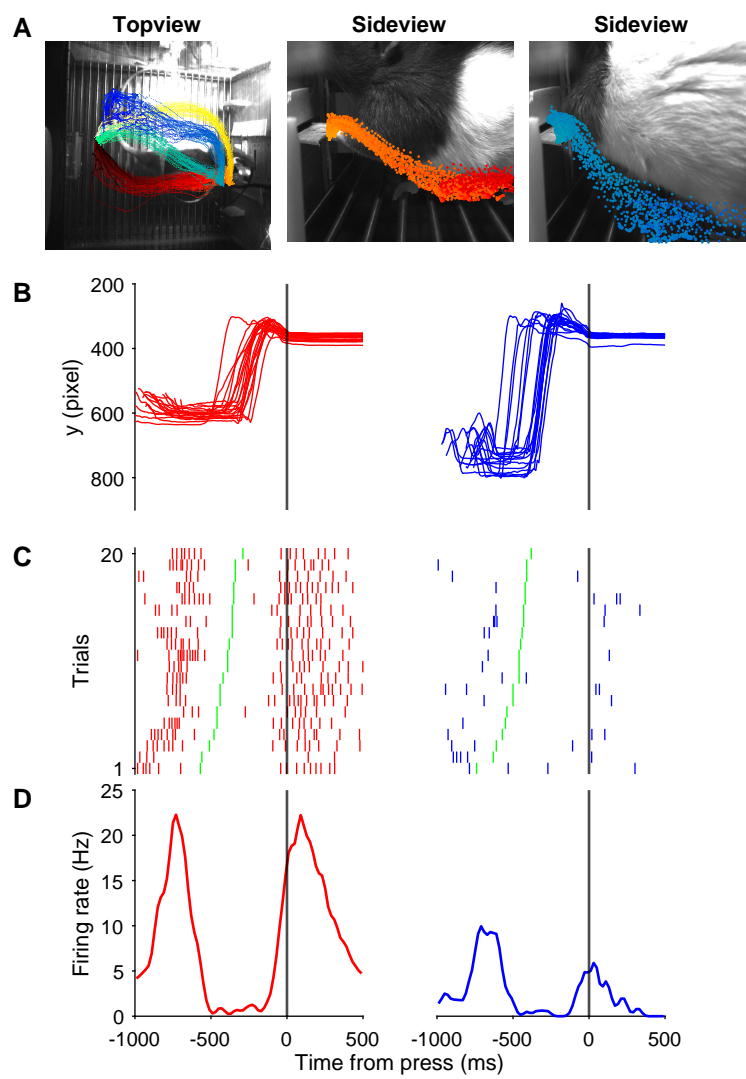 A
Topview
Sideview
Sideview
B
200
400
600
800
y (pixel)
C
20
1
Trials
D
25
20
15
10
5
0
Firing rate (Hz)
-1000
-500
0
500
-1000
-500
0
500
Time from press (ms)